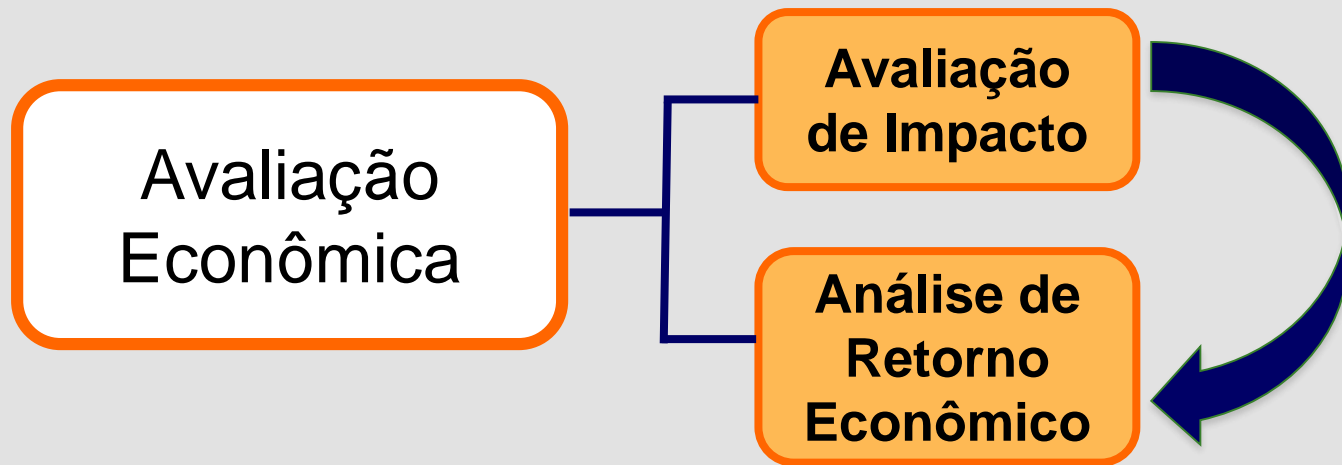 Avaliação
Econômica
Avaliação
de Impacto
Análise de
Retorno
Econômico